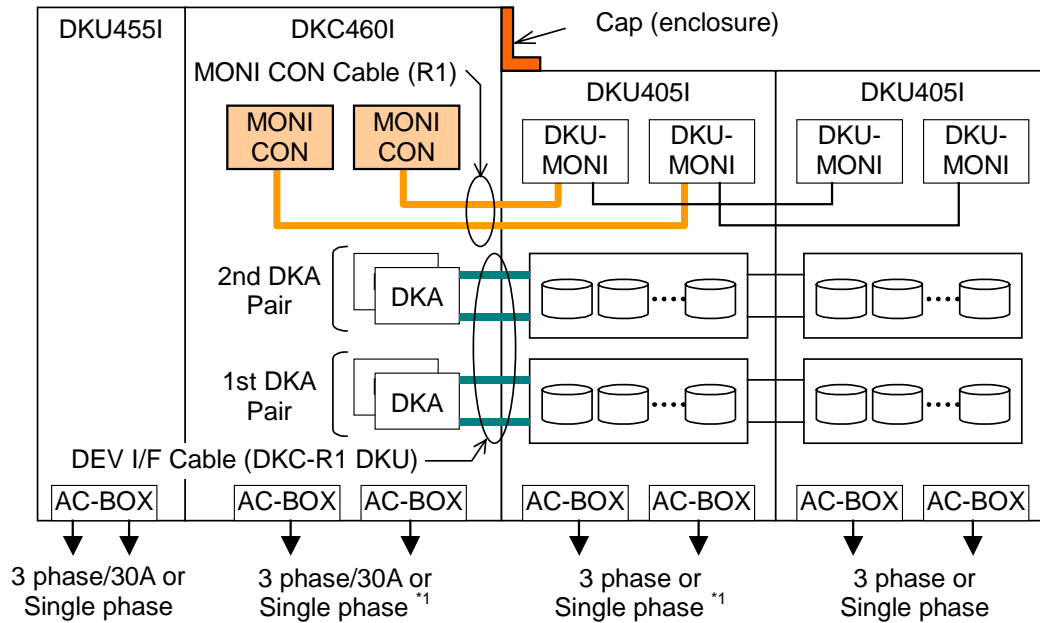 DKU455I
DKC460I
Cap (enclosure)
MONI CON Cable (R1)
DKU405I
DKU405I
MONI
CON
MONI
CON
DKU-
MONI
DKU-
MONI
DKU-
MONI
DKU-
MONI
2nd DKA
Pair
DKA
1st DKA
Pair
DKA
DEV I/F Cable (DKC-R1 DKU)
AC-BOX
AC-BOX
AC-BOX
AC-BOX
AC-BOX
AC-BOX
AC-BOX
3 phase/30A or
Single phase
3 phase/30A or
Single phase *1
3 phase or
Single phase *1
3 phase or
Single phase